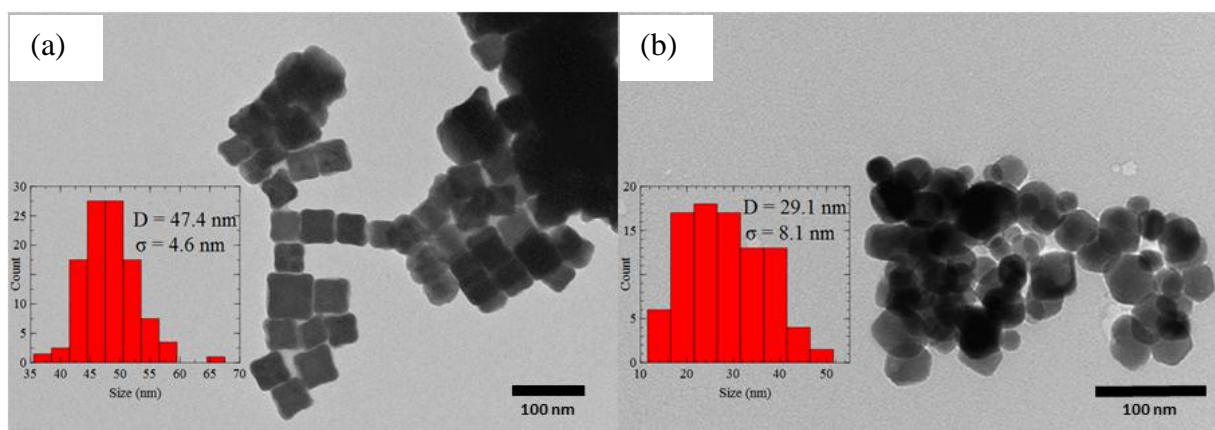 (a)
30
25
20
15
10
5
0
Count
D = 47.4 nm
σ = 4.6 nm
35 40 45 50 55 60 65 70
Size (nm)
100 nm
(b)
20
15
10
5
0
Count
D = 29.1 nm
σ = 8.1 nm
10 20 30 40 50
Size (nm)
100 nm